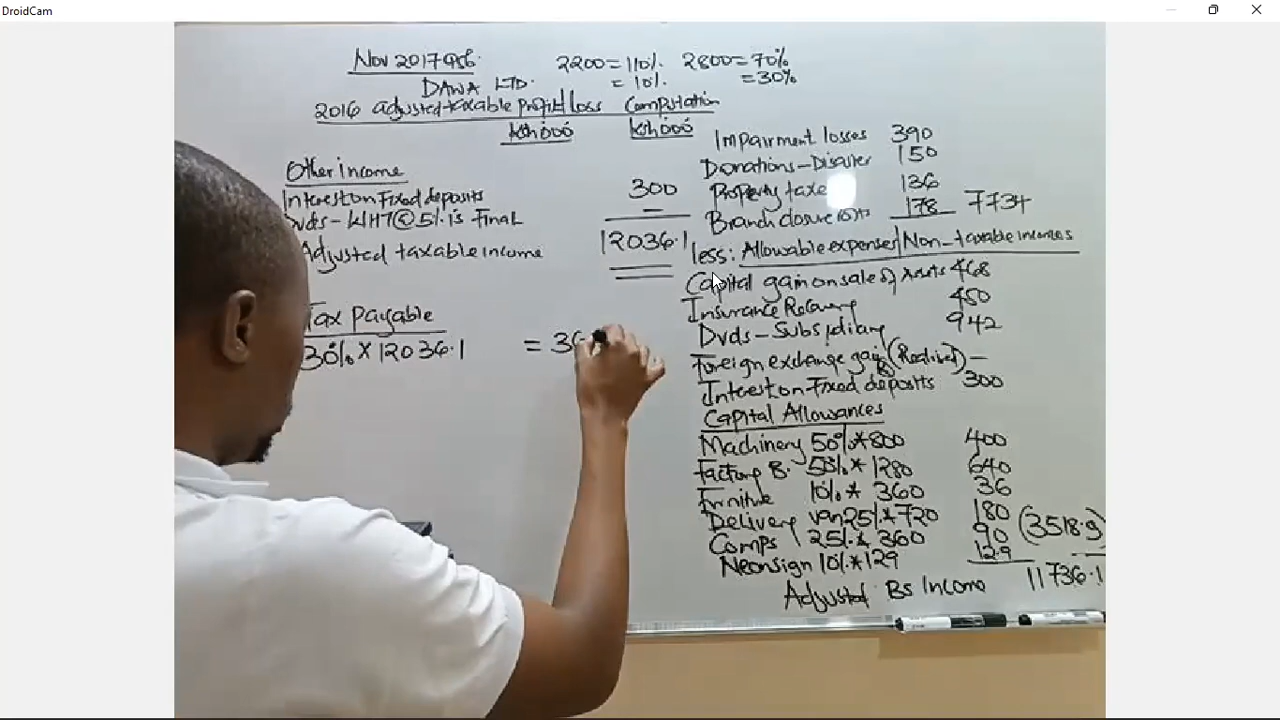 DroidCam
Nov 2017 Q5b.
2200 = 110%
= 10%
2800 = 70%
= 30%
DAWA LTD.
2016 adjusted taxable profit/loss Computation
Ksh 000 Ksh 000
Other income
Interest on Fixed deposits 300
Dvds - WHT @ 5% is Final –
Adjusted taxable income 12036.1
Tax Payable
30% x 12036.1 = 36
Impairment losses 390
Donations - Disaster 150
Property taxe 136
Branch closure 178 7734
less: Allowable expenses/Non-taxable incomes
Capital gain on sale of Assets 468
Insurance Recovery 450
Dvds - Subsidiary 942
Foreign exchange gain (Realised) –
Interest on Fixed deposits 300
Capital Allowances
Machinery 50% * 800 400
Factory B. 50% * 1280 640
Furniture 10% * 360 36
Delivery van 25% * 720 180 (3518.9)
Comps 25% * 360 90
Neon sign 10% * 129 12.9
Adjusted Bs Income 11736.1